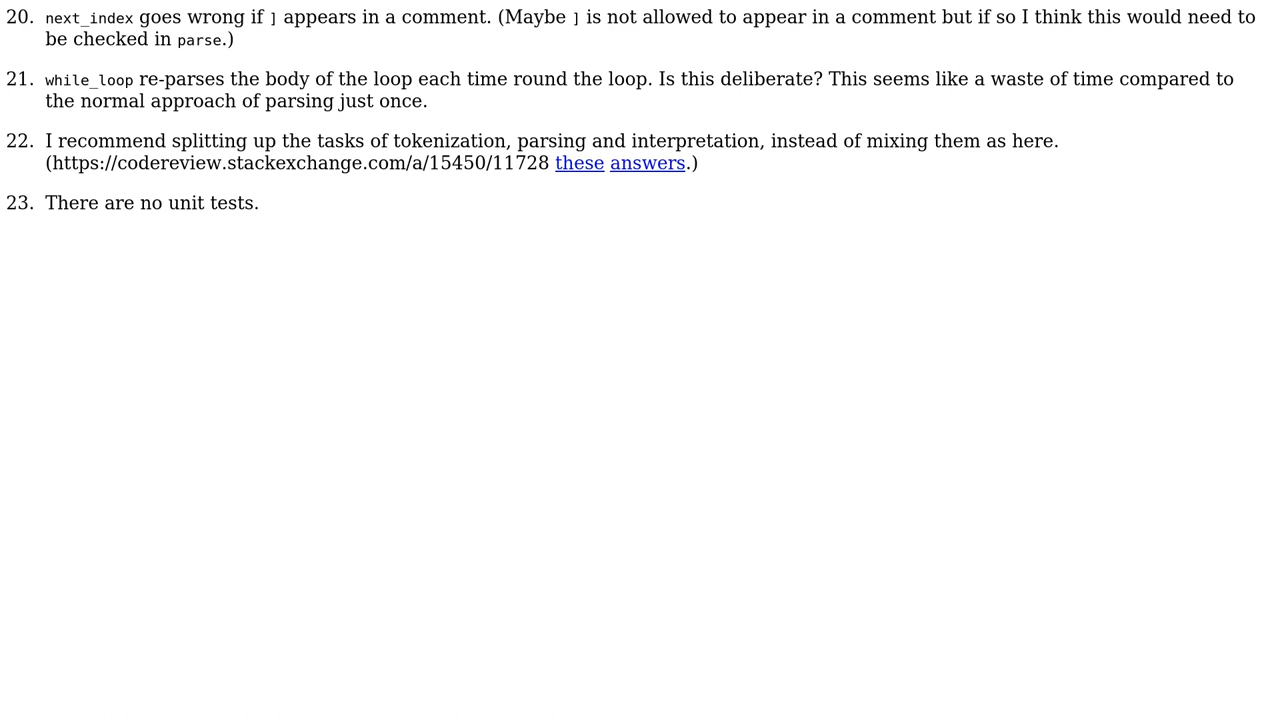 20. next_index goes wrong if ] appears in a comment. (Maybe ] is not allowed to appear in a comment but if so I think this would need to
be checked in parse.)
21. while_loop re-parses the body of the loop each time round the loop. Is this deliberate? This seems like a waste of time compared to
the normal approach of parsing just once.
22. I recommend splitting up the tasks of tokenization, parsing and interpretation, instead of mixing them as here.
(https://codereview.stackexchange.com/a/15450/11728 these answers.)
23. There are no unit tests.